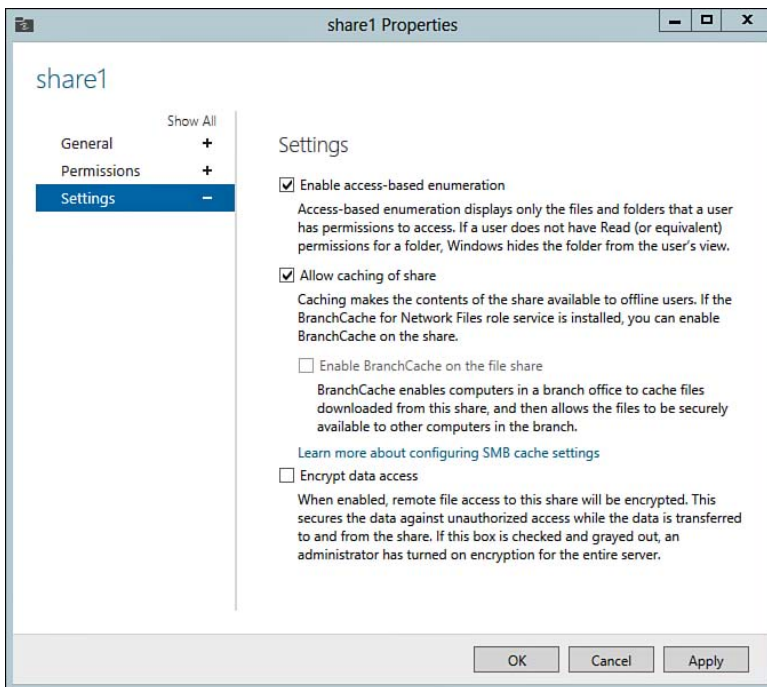 share1 Properties
share1
Show All
General +
Permissions +
Settings –
Settings
Enable access-based enumeration
Access-based enumeration displays only the files and folders that a user
has permissions to access. If a user does not have Read (or equivalent)
permissions for a folder, Windows hides the folder from the user's view.
Allow caching of share
Caching makes the contents of the share available to offline users. If the
BranchCache for Network Files role service is installed, you can enable
BranchCache on the share.
Enable BranchCache on the file share
BranchCache enables computers in a branch office to cache files
downloaded from this share, and then allows the files to be securely
available to other computers in the branch.
Learn more about configuring SMB cache settings
Encrypt data access
When enabled, remote file access to this share will be encrypted. This
secures the data against unauthorized access while the data is transferred
to and from the share. If this box is checked and grayed out, an
administrator has turned on encryption for the entire server.
OK Cancel Apply